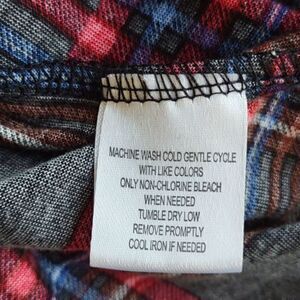 MACHINE WASH COLD GENTLE CYCLE
WITH LIKE COLORS
ONLY NON-CHLORINE BLEACH
WHEN NEEDED
TUMBLE DRY LOW
REMOVE PROMPTLY
COOL IRON IF NEEDED